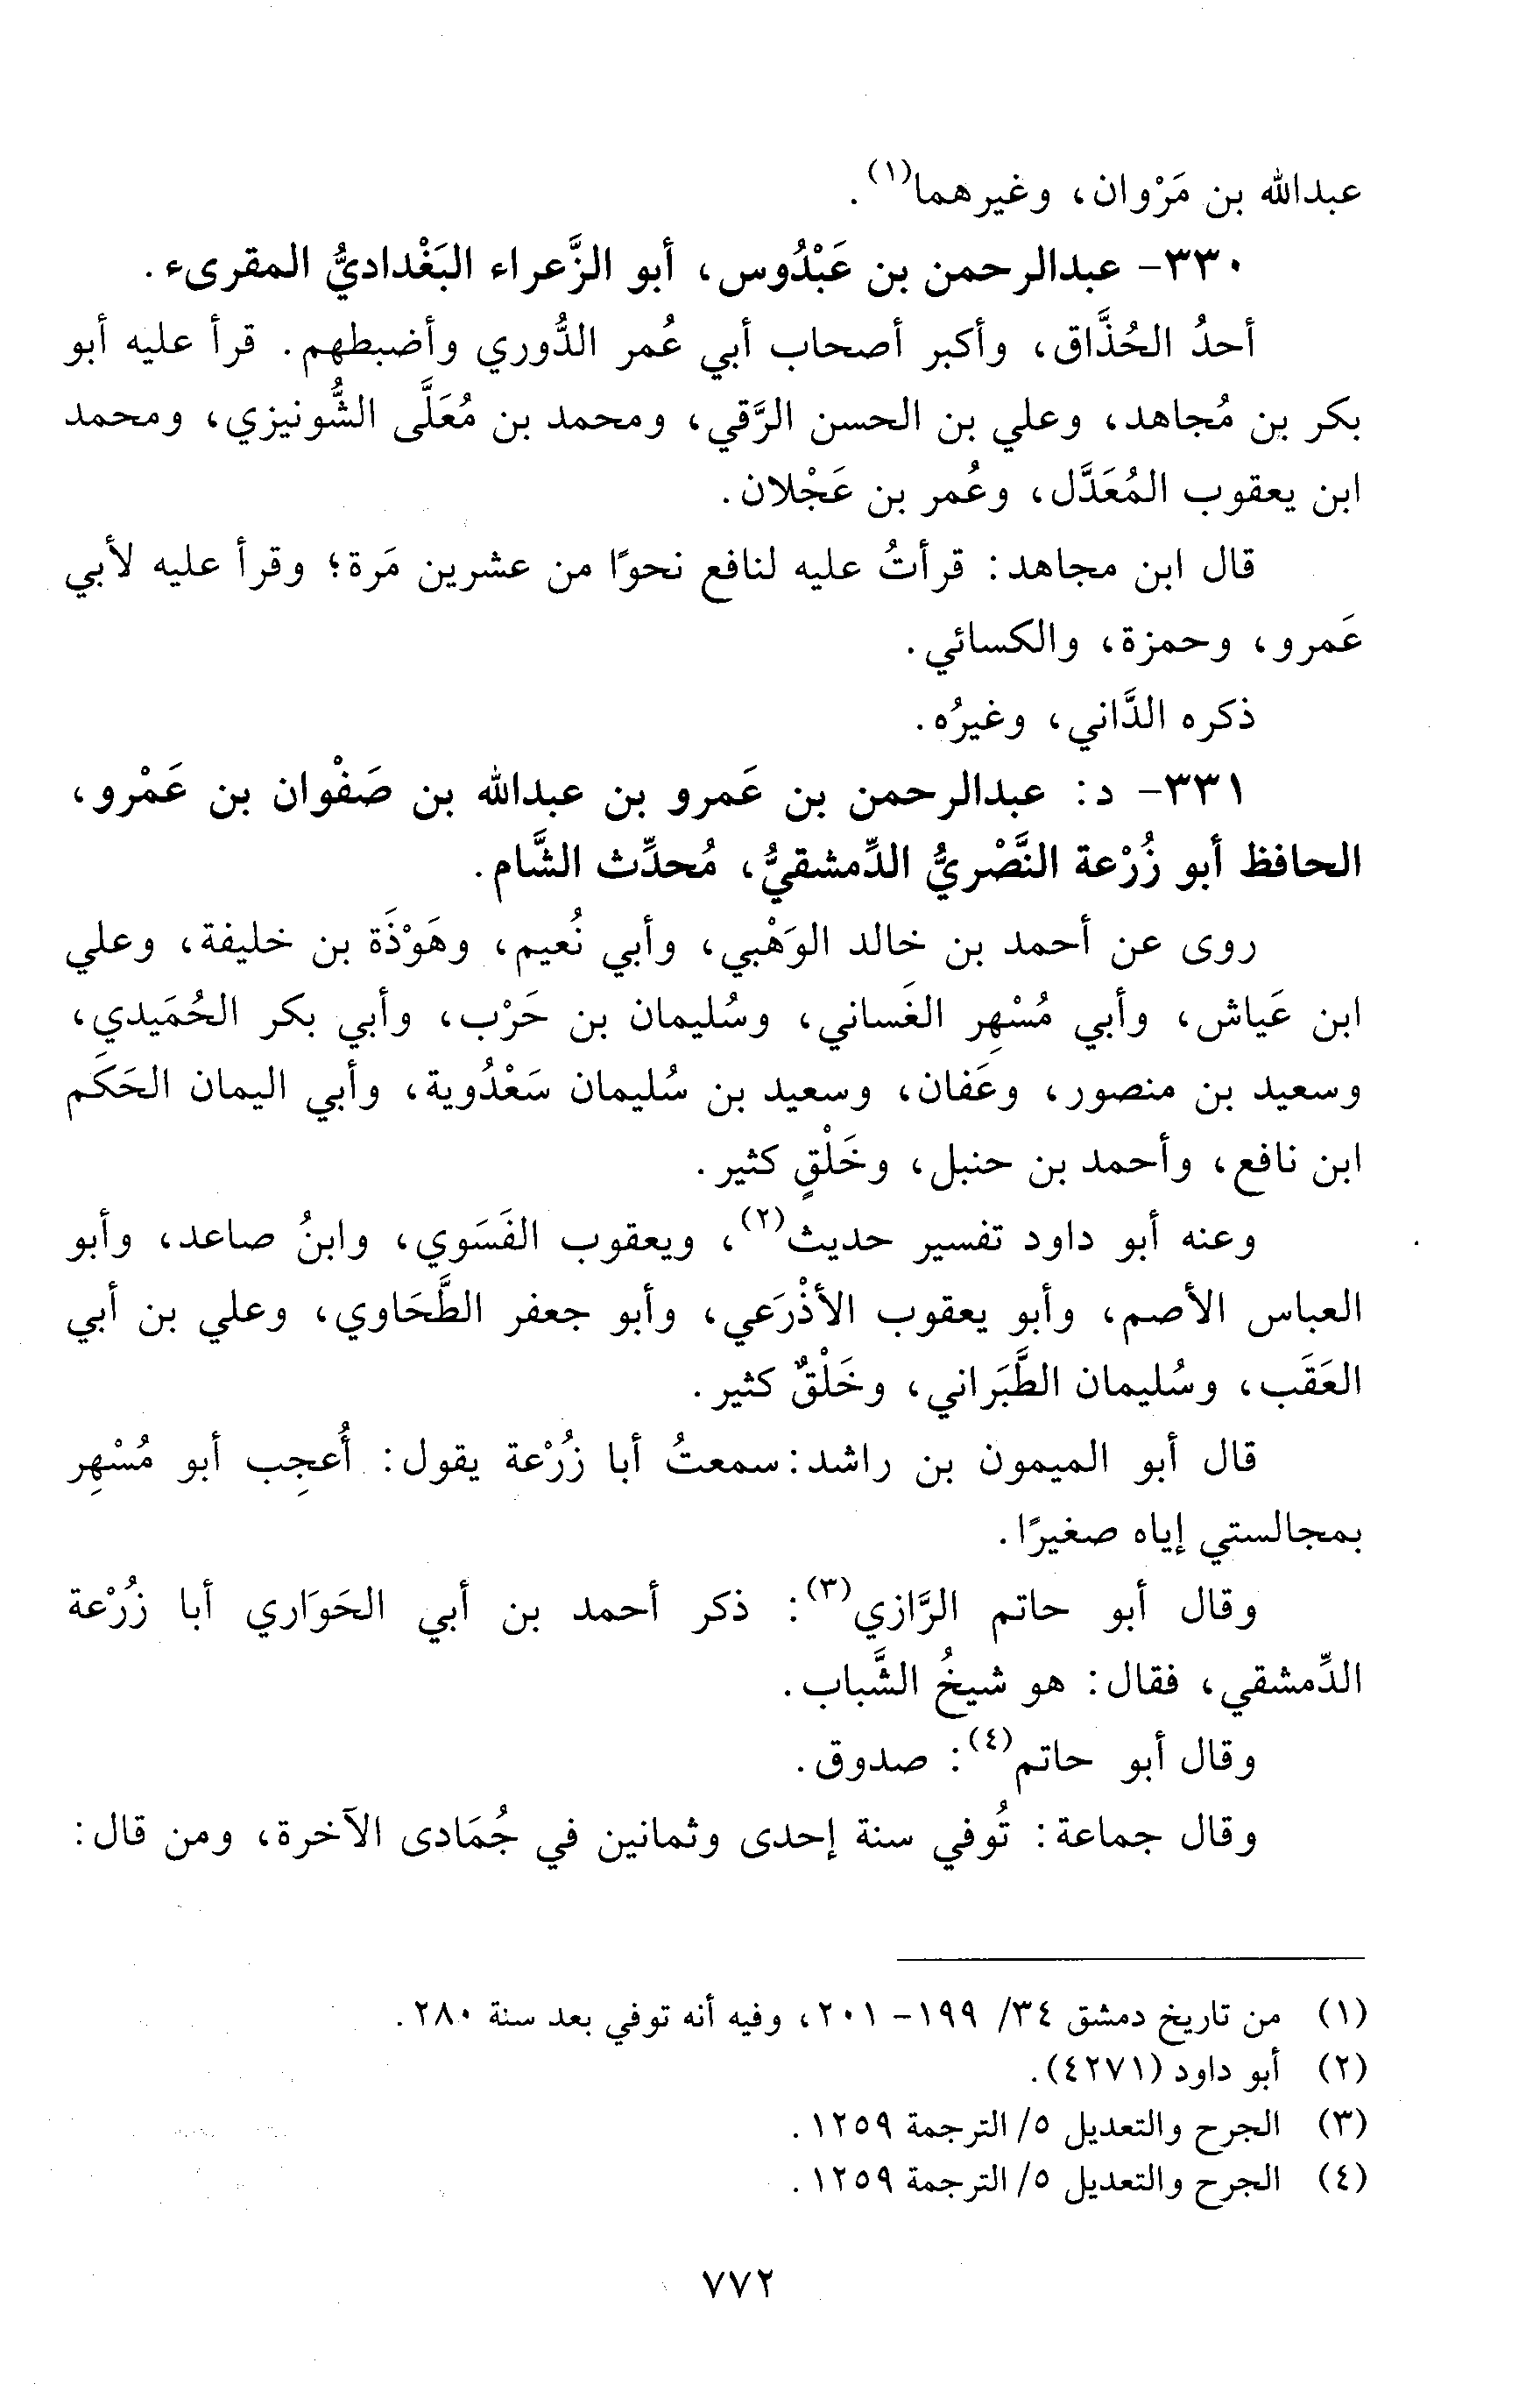 عبدالله بن مَرْوان، وغيرهما(١).
٣٣٠- عبدالرحمن بن عَبْدُوس، أبو الزَّعراء البَغْداديُّ المقرىء.
أحدُ الحُذَّاق، وأكبر أصحاب أبي عُمر الدُّوري وأضبطهم. قرأ عليه أبو
بكر بن مُجاهد، وعلي بن الحسن الرَّقي، ومحمد بن مُعَلَّى الشُّونيزي، ومحمد
ابن يعقوب المُعَدَّل، وعُمر بن عَجْلان.
قال ابن مجاهد: قرأتُ عليه لنافع نحوًا من عشرين مَرة؛ وقرأ عليه لأبي
عَمرو، وحمزة، والكسائي.
ذكره الدَّاني، وغيرُه.
٣٣١- د: عبدالرحمن بن عَمرو بن عبدالله بن صَفْوان بن عَمْرو،
الحافظ أبو زُرْعة النَّصْريُّ الدِّمشقيُّ، مُحدِّث الشَّام.
روى عن أحمد بن خالد الوَهْبي، وأبي نُعيم، وهَوْذَة بن خليفة، وعلي
ابن عَياش، وأبي مُسْهِر الغَساني، وسُليمان بن حَرْب، وأبي بكر الحُمَيدي،
وسعيد بن منصور، وعَفان، وسعيد بن سُليمان سَعْدُوية، وأبي اليمان الحَكَم
ابن نافع، وأحمد بن حنبل، وخَلْقٍ كثير.
وعنه أبو داود تفسير حديث(٢)، ويعقوب الفَسَوي، وابنُ صاعد، وأبو
العباس الأصم، وأبو يعقوب الأذْرَعي، وأبو جعفر الطَّحَاوي، وعلي بن أبي
العَقَب، وسُليمان الطَّبَراني، وخَلْقٌ كثير.
قال أبو الميمون بن راشد: سمعتُ أبا زُرْعة يقول: أُعجِب أبو مُسْهِر
بمجالستي إياه صغيرًا.
وقال أبو حاتم الرَّازي(٣): ذكر أحمد بن أبي الحَوَاري أبا زُرْعة
الدِّمشقي، فقال: هو شيخُ الشَّباب.
وقال أبو حاتم(٤): صدوق.
وقال جماعة: تُوفي سنة إحدى وثمانين في جُمَادى الآخرة، ومن قال:
(١) من تاريخ دمشق ٣٤/ ١٩٩- ٢٠١، وفيه أنه توفي بعد سنة ٢٨٠.
(٢) أبو داود (٤٢٧١).
(٣) الجرح والتعديل ٥/ الترجمة ١٢٥٩.
(٤) الجرح والتعديل ٥/ الترجمة ١٢٥٩.
٧٧٢